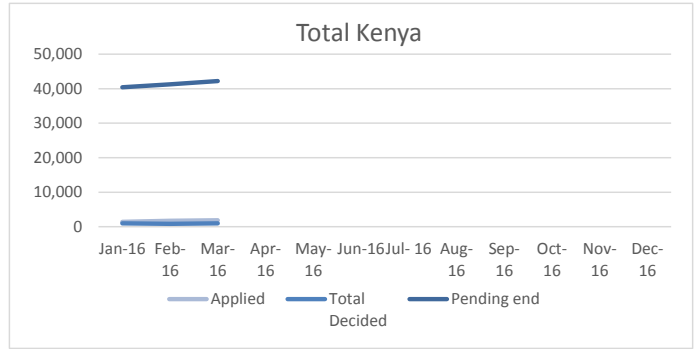 Total Kenya
50,000
40,000
30,000
20,000
10,000
0
Jan-16 Feb- Mar- Apr- May- Jun-16Jul- 16 Aug- Sep- Oct- Nov- Dec-
16 16 16 16 16 16 16 16 16
Applied Total Pending end
Decided